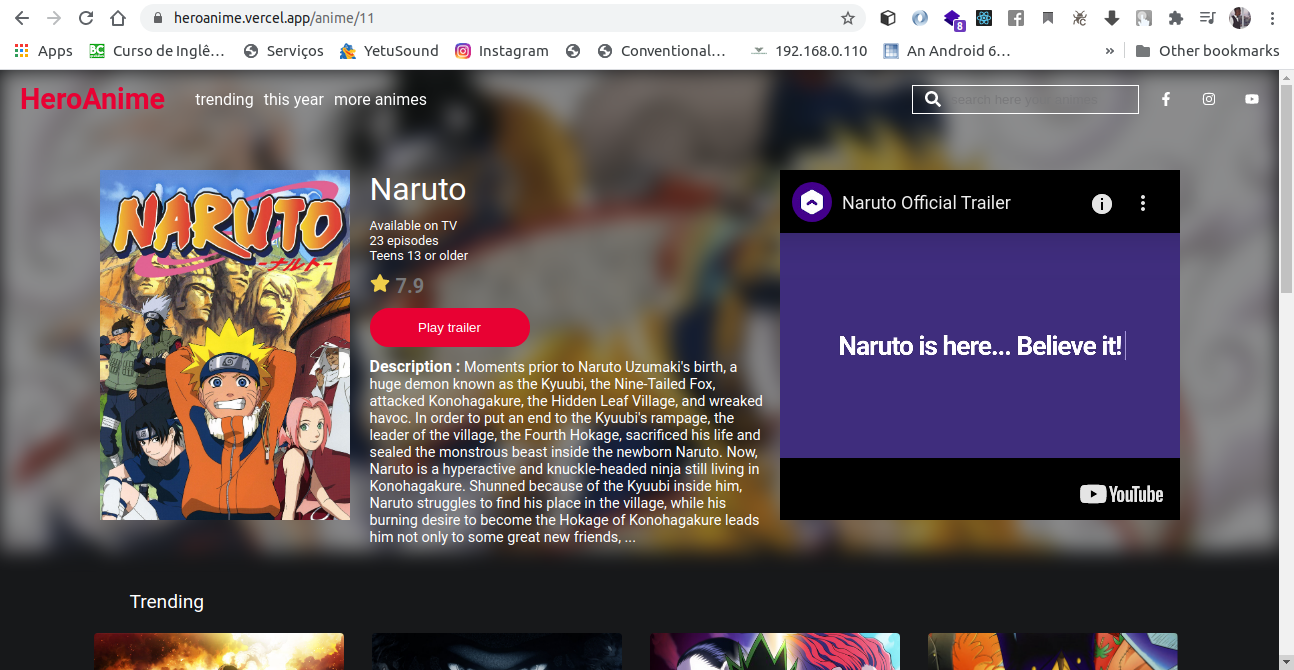 heroanime.vercel.app/anime/11
8
Apps
Curso de Inglê…
Serviços
YetuSound
Instagram
Conventional…
192.168.0.110
An Android 6…
»
Other bookmarks
HeroAnime
trending
this year
more animes
search here your animes
NARUTO
-ナルト-
Naruto
Available on TV
23 episodes
Teens 13 or older
7.9
Play trailer
Description : Moments prior to Naruto Uzumaki's birth, a
huge demon known as the Kyuubi, the Nine-Tailed Fox,
attacked Konohagakure, the Hidden Leaf Village, and wreaked
havoc. In order to put an end to the Kyuubi's rampage, the
leader of the village, the Fourth Hokage, sacrificed his life and
sealed the monstrous beast inside the newborn Naruto. Now,
Naruto is a hyperactive and knuckle-headed ninja still living in
Konohagakure. Shunned because of the Kyuubi inside him,
Naruto struggles to find his place in the village, while his
burning desire to become the Hokage of Konohagakure leads
him not only to some great new friends, ...
Naruto Official Trailer
Naruto is here... Believe it!
YouTube
Trending